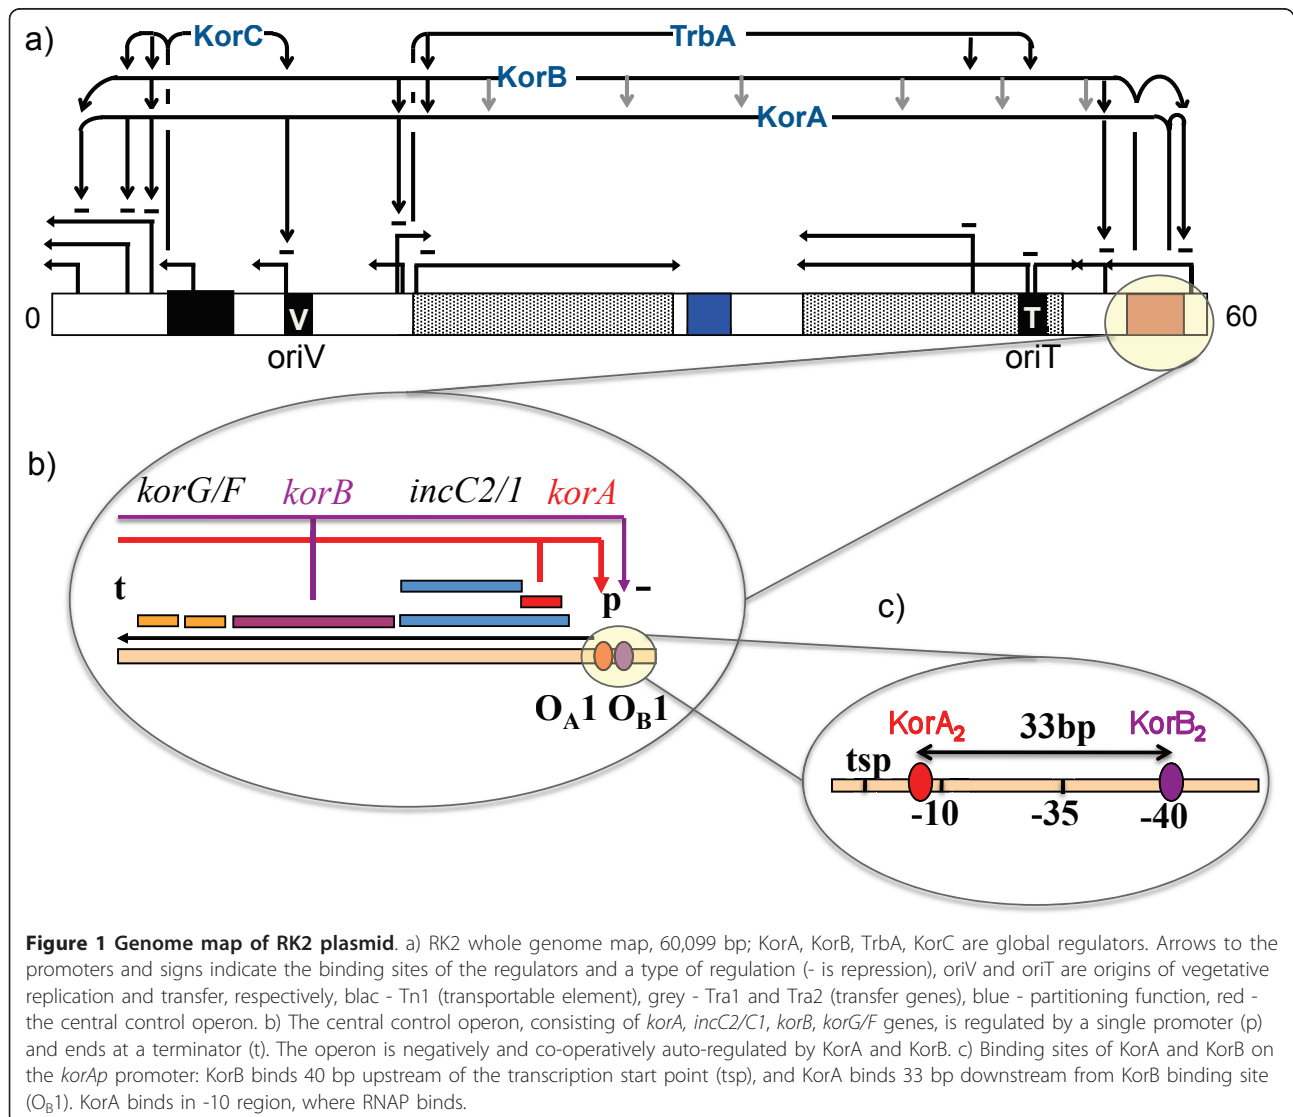 a)
KorC
TrbA
KorB
KorA
0
V
T
60
oriV
oriT
b)
korG/F korB incC2/1 korA
t
p
c)
O_A1 O_B1
KorA₂ 33bp KorB₂
tsp
-10 -35 -40
Figure 1 Genome map of RK2 plasmid. a) RK2 whole genome map, 60,099 bp; KorA, KorB, TrbA, KorC are global regulators. Arrows to the
promoters and signs indicate the binding sites of the regulators and a type of regulation (- is repression), oriV and oriT are origins of vegetative
replication and transfer, respectively, blac - Tn1 (transportable element), grey - Tra1 and Tra2 (transfer genes), blue - partitioning function, red -
the central control operon. b) The central control operon, consisting of korA, incC2/C1, korB, korG/F genes, is regulated by a single promoter (p)
and ends at a terminator (t). The operon is negatively and co-operatively auto-regulated by KorA and KorB. c) Binding sites of KorA and KorB on
the korAp promoter: KorB binds 40 bp upstream of the transcription start point (tsp), and KorA binds 33 bp downstream from KorB binding site
(O_B1). KorA binds in -10 region, where RNAP binds.